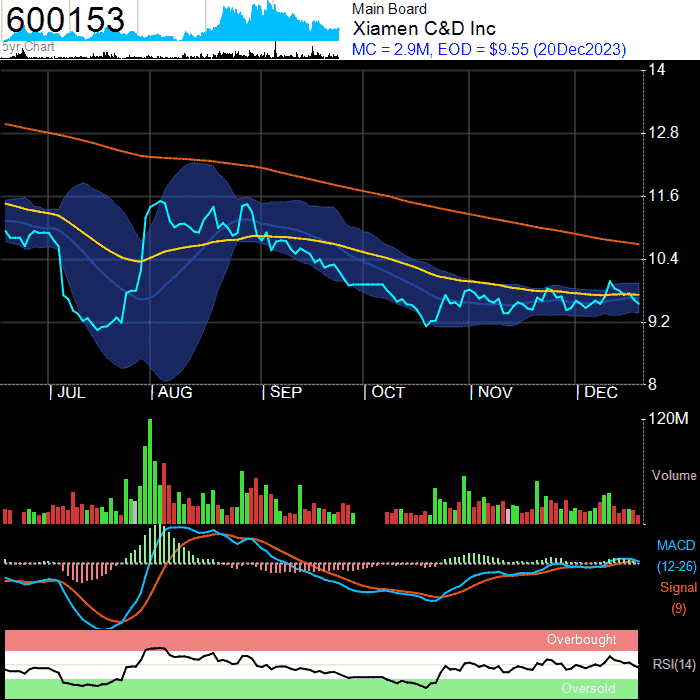 600153
5yr Chart
Main Board
Xiamen C&D Inc
MC = 2.9M, EOD = $9.55 (20Dec2023)
14
12.8
11.6
10.4
9.2
8
JUL AUG SEP OCT NOV DEC
120M
Volume
MACD
(12-26)
Signal
(9)
Overbought
RSI(14)
Oversold